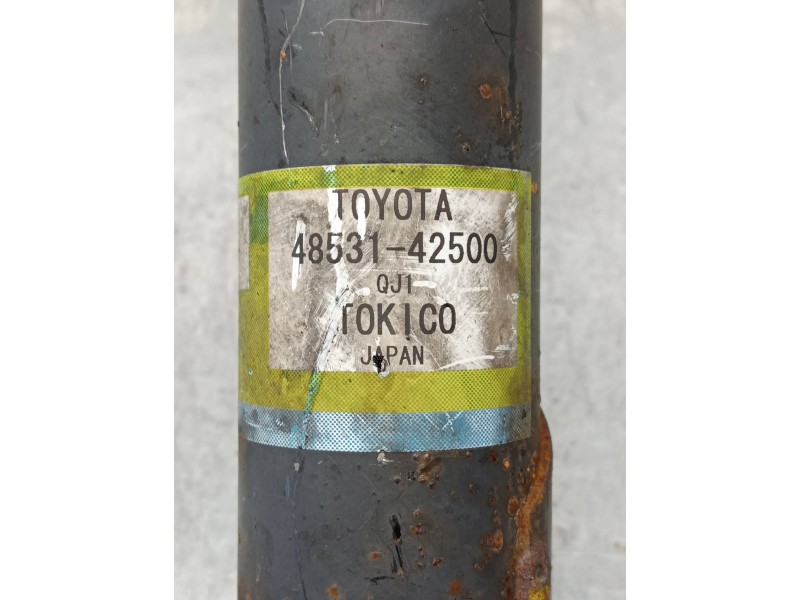 TOYOTA
48531-42500
QJ1
TOKICO
JAPAN